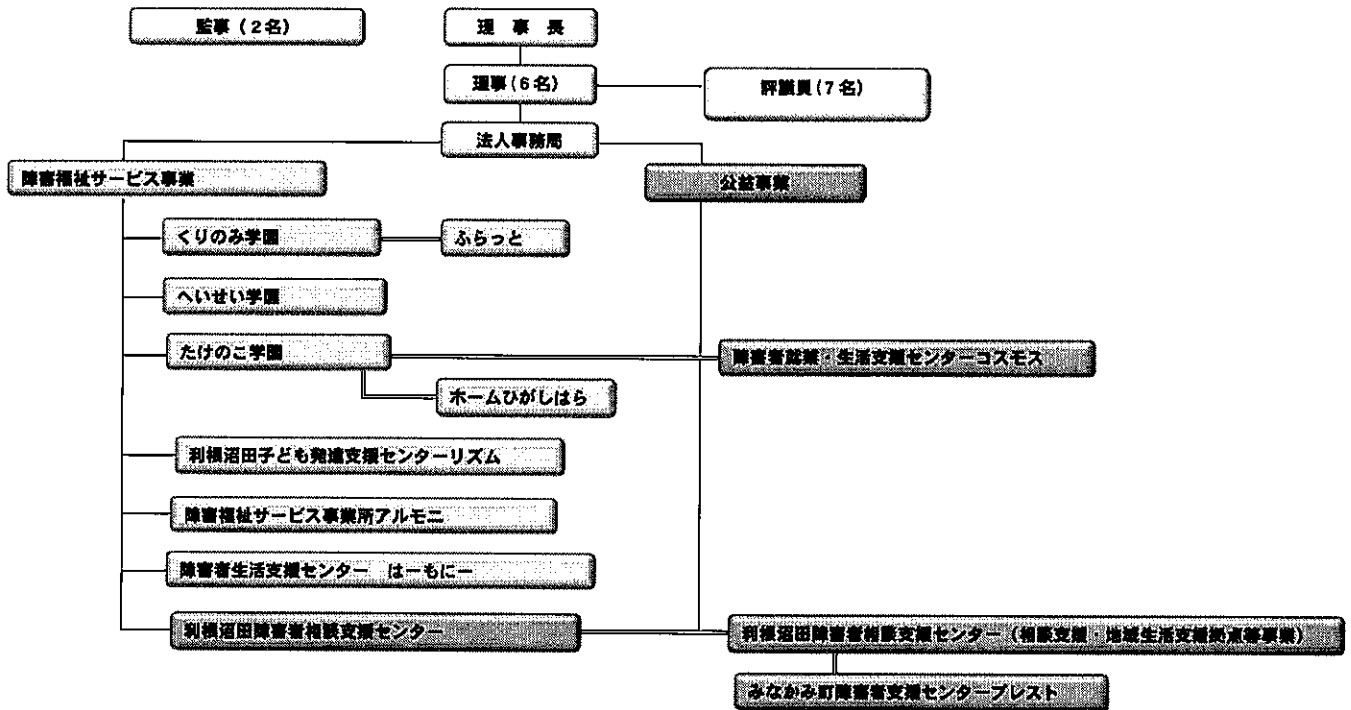 監事（2名）
理　事　長
理事(6名)
評議員(7名)
法人事務局
障害福祉サービス事業
公益事業
くりのみ学園
ふらっと
へいせい学園
たけのこ学園
障害者就業・生活支援センターコスモス
ホームひがしはら
利根沼田子ども発達支援センターリズム
障害福祉サービス事業所アルモニ
障害者生活支援センター　はーもにー
利根沼田障害者相談支援センター
利根沼田障害者相談支援センター（相談支援・地域生活支援拠点等事業）
みなかみ町障害者支援センタープレスト